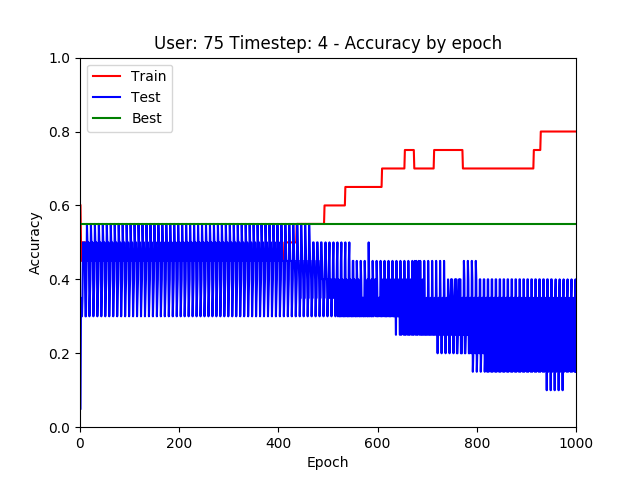 User: 75 Timestep: 4 - Accuracy by epoch
1.0
Train
Test
Best
0.8
0.6
Accuracy
0.4
0.2
0.0
0 200 400 600 800 1000
Epoch